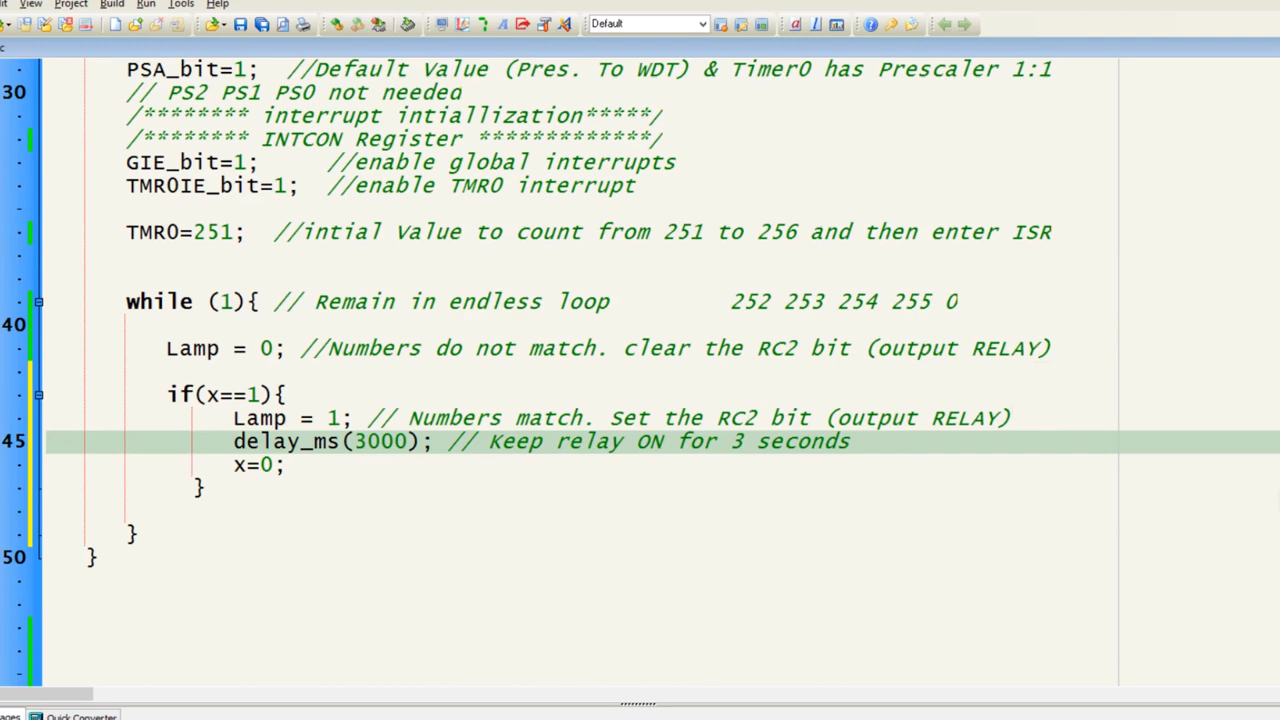 it View Project Build Run Tools Help
Default
c
PSA_bit=1; //Default Value (Pres. To WDT) & Timer0 has Prescaler 1:1
30 // PS2 PS1 PS0 not needed
/******** interrupt intiallization*****/
/******** INTCON Register *************/
GIE_bit=1; //enable global interrupts
TMR0IE_bit=1; //enable TMR0 interrupt
TMR0=251; //intial Value to count from 251 to 256 and then enter ISR
while (1){ // Remain in endless loop 252 253 254 255 0
40
Lamp = 0; //Numbers do not match. clear the RC2 bit (output RELAY)
if(x==1){
Lamp = 1; // Numbers match. Set the RC2 bit (output RELAY)
45 delay_ms(3000); // Keep relay ON for 3 seconds
x=0;
}
}
50 }
ages Quick Converter